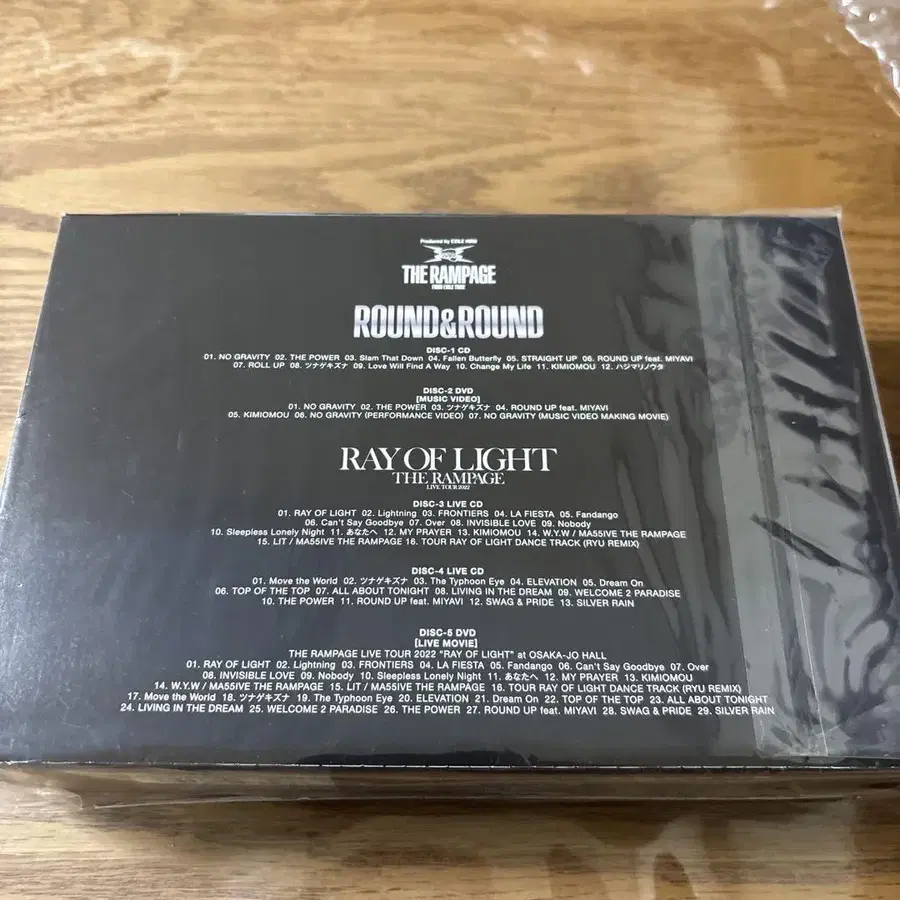 Produced by EXILE HIRO
THE RAMPAGE
FROM EXILE TRIBE
ROUND&ROUND
DISC-1 CD
01. NO GRAVITY 02. THE POWER 03. Slam That Down 04. Fallen Butterfly 05. STRAIGHT UP 06. ROUND UP feat. MIYAVI
07. ROLL UP 08. ツナゲキズナ 09. Love Will Find A Way 10. Change My Life 11. KIMIOMOU 12. ハジマリノウタ
DISC-2 DVD
[MUSIC VIDEO]
01. NO GRAVITY 02. THE POWER 03. ツナゲキズナ 04. ROUND UP feat. MIYAVI
05. KIMIOMOU 06. NO GRAVITY (PERFORMANCE VIDEO) 07. NO GRAVITY (MUSIC VIDEO MAKING MOVIE)
RAY OF LIGHT
THE RAMPAGE
LIVE TOUR 2022
DISC-3 LIVE CD
01. RAY OF LIGHT 02. Lightning 03. FRONTIERS 04. LA FIESTA 05. Fandango
06. Can't Say Goodbye 07. Over 08. INVISIBLE LOVE 09. Nobody
10. Sleepless Lonely Night 11. あなたへ 12. MY PRAYER 13. KIMIOMOU 14. W.Y.W / MA55IVE THE RAMPAGE
15. LIT / MA55IVE THE RAMPAGE 16. TOUR RAY OF LIGHT DANCE TRACK (RYU REMIX)
DISC-4 LIVE CD
01. Move the World 02. ツナゲキズナ 03. The Typhoon Eye 04. ELEVATION 05. Dream On
06. TOP OF THE TOP 07. ALL ABOUT TONIGHT 08. LIVING IN THE DREAM 09. WELCOME 2 PARADISE
10. THE POWER 11. ROUND UP feat. MIYAVI 12. SWAG & PRIDE 13. SILVER RAIN
DISC-5 DVD
[LIVE MOVIE]
THE RAMPAGE LIVE TOUR 2022 "RAY OF LIGHT" at OSAKA-JO HALL
01. RAY OF LIGHT 02. Lightning 03. FRONTIERS 04. LA FIESTA 05. Fandango 06. Can't Say Goodbye 07. Over
08. INVISIBLE LOVE 09. Nobody 10. Sleepless Lonely Night 11. あなたへ 12. MY PRAYER 13. KIMIOMOU
14. W.Y.W / MA55IVE THE RAMPAGE 15. LIT / MA55IVE THE RAMPAGE 16. TOUR RAY OF LIGHT DANCE TRACK (RYU REMIX)
17. Move the World 18. ツナゲキズナ 19. The Typhoon Eye 20. ELEVATION 21. Dream On 22. TOP OF THE TOP 23. ALL ABOUT TONIGHT
24. LIVING IN THE DREAM 25. WELCOME 2 PARADISE 26. THE POWER 27. ROUND UP feat. MIYAVI 28. SWAG & PRIDE 29. SILVER RAIN